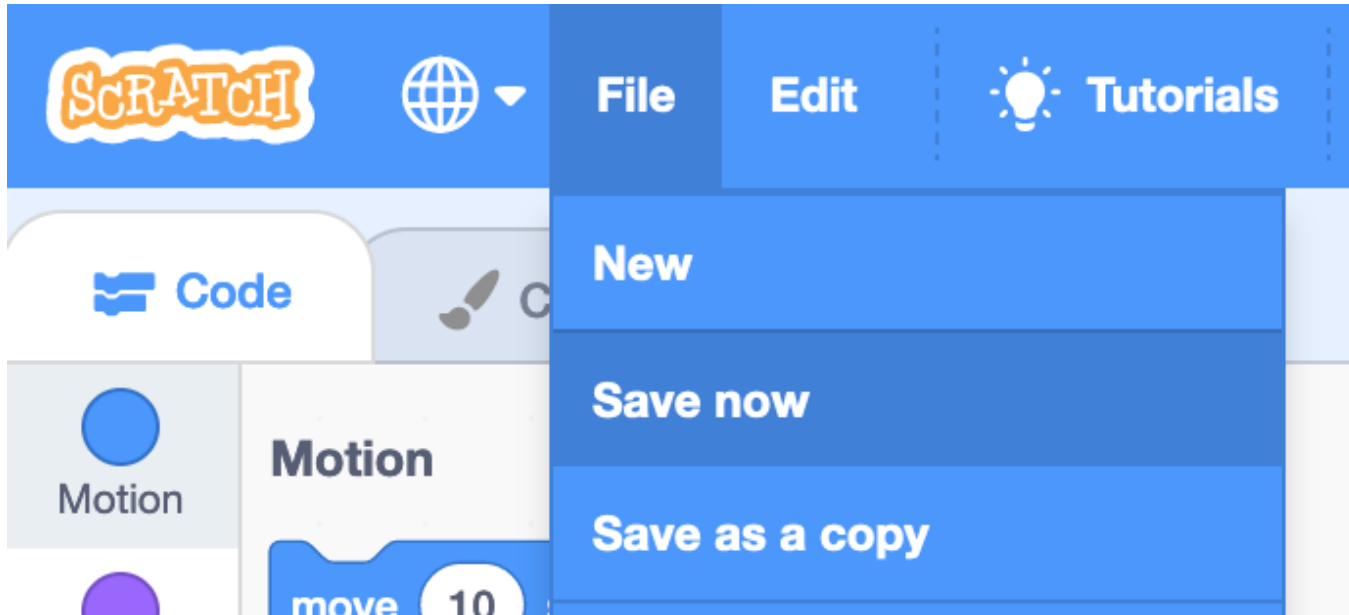 SCRATCH
File Edit Tutorials
Code
New
Save now
Save as a copy
Motion
Motion
move 10